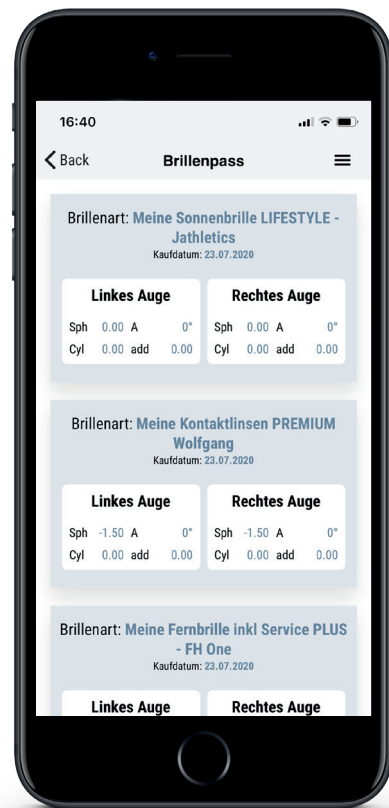 16:40
Back Brillenpass
Brillenart: Meine Sonnenbrille LIFESTYLE -
Jathletics
Kaufdatum: 23.07.2020
Linkes Auge Rechtes Auge
Sph 0.00 A 0° Sph 0.00 A 0°
Cyl 0.00 add 0.00 Cyl 0.00 add 0.00
Brillenart: Meine Kontaktlinsen PREMIUM
Wolfgang
Kaufdatum: 23.07.2020
Linkes Auge Rechtes Auge
Sph -1.50 A 0° Sph -1.50 A 0°
Cyl 0.00 add 0.00 Cyl 0.00 add 0.00
Brillenart: Meine Fernbrille inkl Service PLUS
- FH One
Kaufdatum: 23.07.2020
Linkes Auge Rechtes Auge